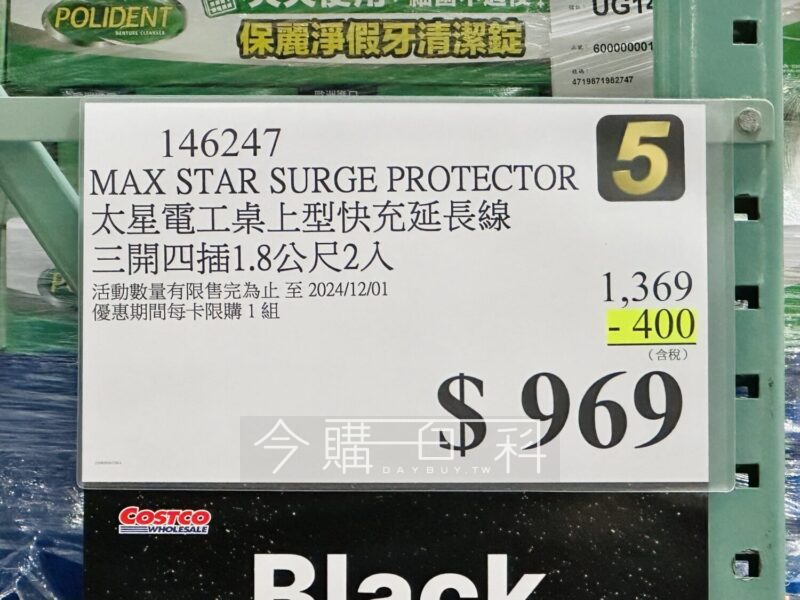 POLIDENT
DENTURE CLEANSER
保麗淨假牙清潔錠
UG14
600000001
4719871982747
146247
5
MAX STAR SURGE PROTECTOR
太星電工桌上型快充延長線
三開四插1.8公尺2入
活動數量有限售完為止 至 2024/12/01
優惠期間每卡限購 1 組
1,369
- 400
(含稅)
$ 969
今購百科
DAYBUY.TW
COSTCO
WHOLESALE
Black